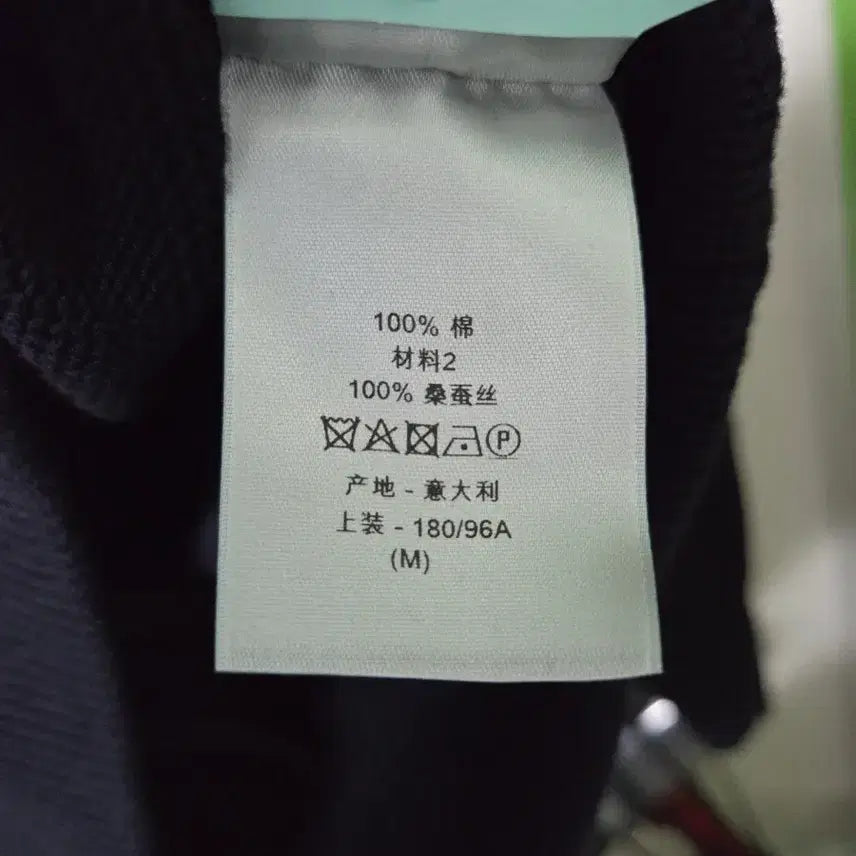 100% 棉
材料2
100% 桑蚕丝
P
产地 - 意大利
上装 - 180/96A
(M)